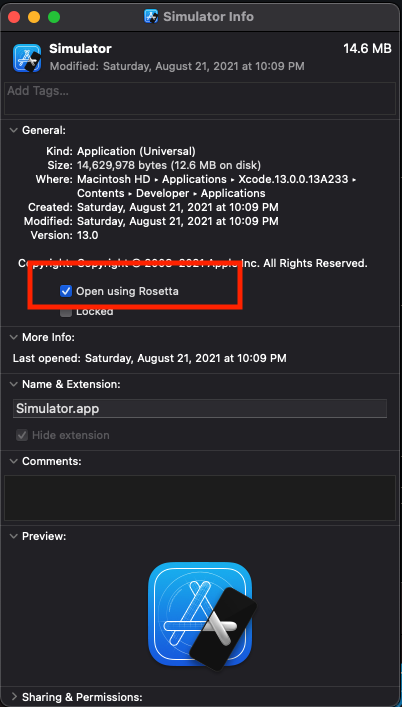 Simulator Info
Simulator 14.6 MB
Modified: Saturday, August 21, 2021 at 10:09 PM
Add Tags...
General:
Kind: Application (Universal)
Size: 14,629,978 bytes (12.6 MB on disk)
Where: Macintosh HD ▸ Applications ▸ Xcode.13.0.0.13A233 ▸
Contents ▸ Developer ▸ Applications
Created: Saturday, August 21, 2021 at 10:09 PM
Modified: Saturday, August 21, 2021 at 10:09 PM
Version: 13.0
Copyright: Copyright © 2008–2021 Apple Inc. All Rights Reserved.
Open using Rosetta
Locked
More Info:
Last opened: Saturday, August 21, 2021 at 10:09 PM
Name & Extension:
Simulator.app
Hide extension
Comments:
Preview:
Sharing & Permissions: